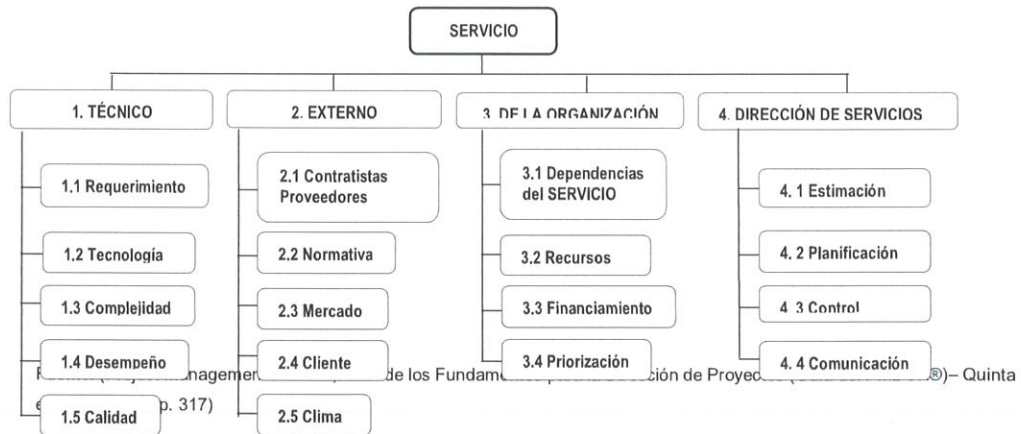 SERVICIO
1. TÉCNICO
2. EXTERNO
3. DE LA ORGANIZACIÓN
4. DIRECCIÓN DE SERVICIOS
1.1 Requerimiento
1.2 Tecnología
1.3 Complejidad
1.4 Desempeño
1.5 Calidad
2.1 Contratistas
Proveedores
2.2 Normativa
2.3 Mercado
2.4 Cliente
2.5 Clima
3.1 Dependencias
del SERVICIO
3.2 Recursos
3.3 Financiamiento
3.4 Priorización
4. 1 Estimación
4. 2 Planificación
4. 3 Control
4. 4 Comunicación
de los de Proyec ®)– Quinta
p. 317)